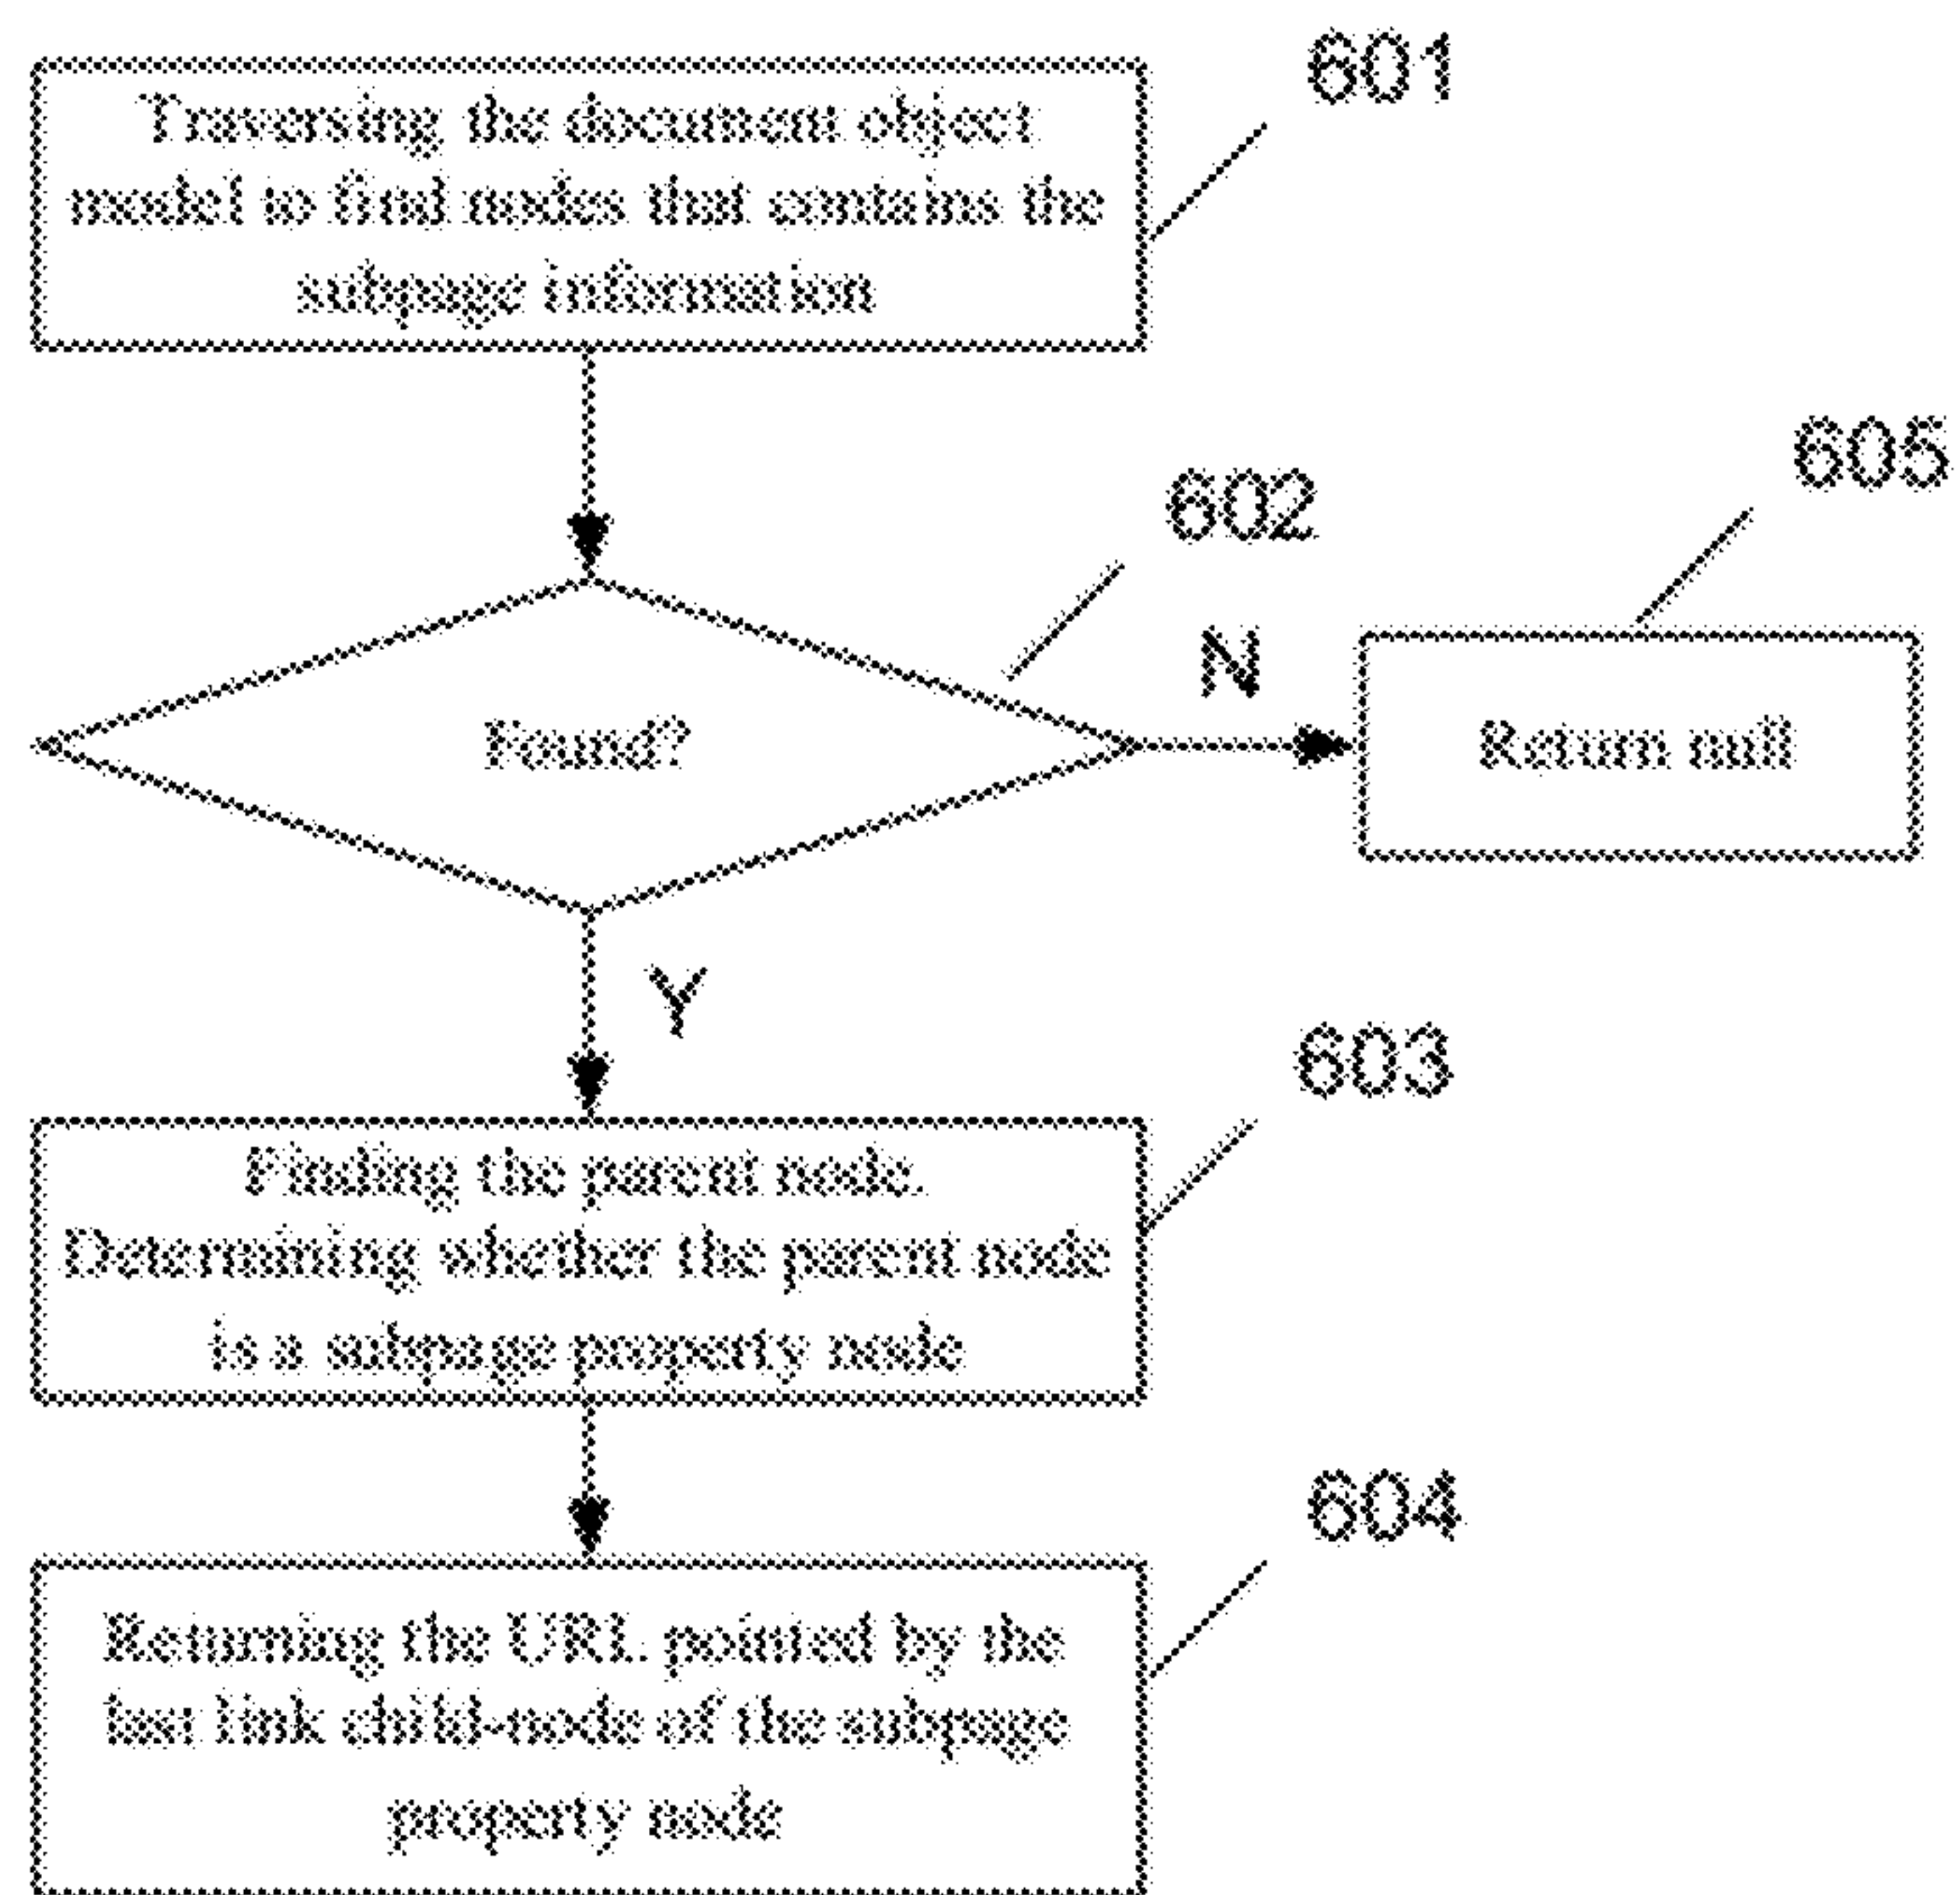 601
Traversing the document object
model to find nodes that contains the
subpage information
605
602
N
Found?
Return null
Y
603
Finding the parent node.
Determining whether the parent node
is a subpage property node
604
Returning the URL pointed by the
last link child-node of the subpage
property node